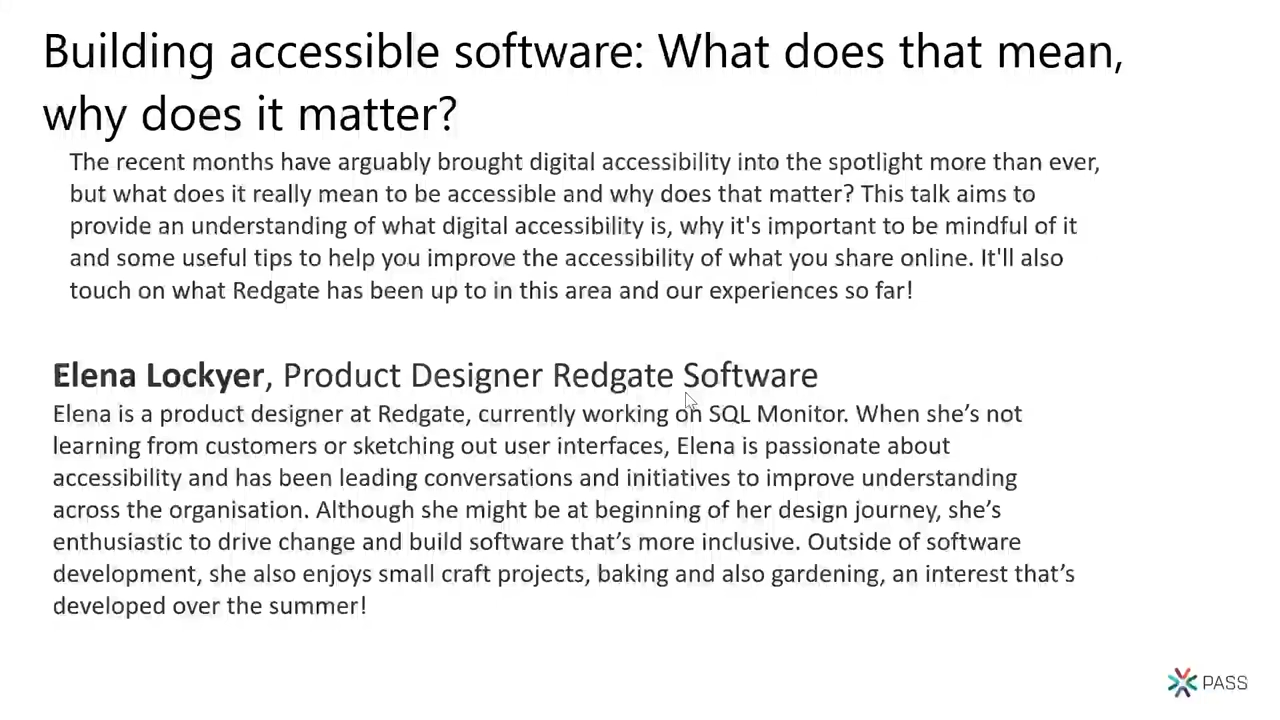 Building accessible software: What does that mean,
why does it matter?
The recent months have arguably brought digital accessibility into the spotlight more than ever,
but what does it really mean to be accessible and why does that matter? This talk aims to
provide an understanding of what digital accessibility is, why it's important to be mindful of it
and some useful tips to help you improve the accessibility of what you share online. It'll also
touch on what Redgate has been up to in this area and our experiences so far!
Elena Lockyer, Product Designer Redgate Software
Elena is a product designer at Redgate, currently working on SQL Monitor. When she’s not
learning from customers or sketching out user interfaces, Elena is passionate about
accessibility and has been leading conversations and initiatives to improve understanding
across the organisation. Although she might be at beginning of her design journey, she’s
enthusiastic to drive change and build software that’s more inclusive. Outside of software
development, she also enjoys small craft projects, baking and also gardening, an interest that’s
developed over the summer!
PASS